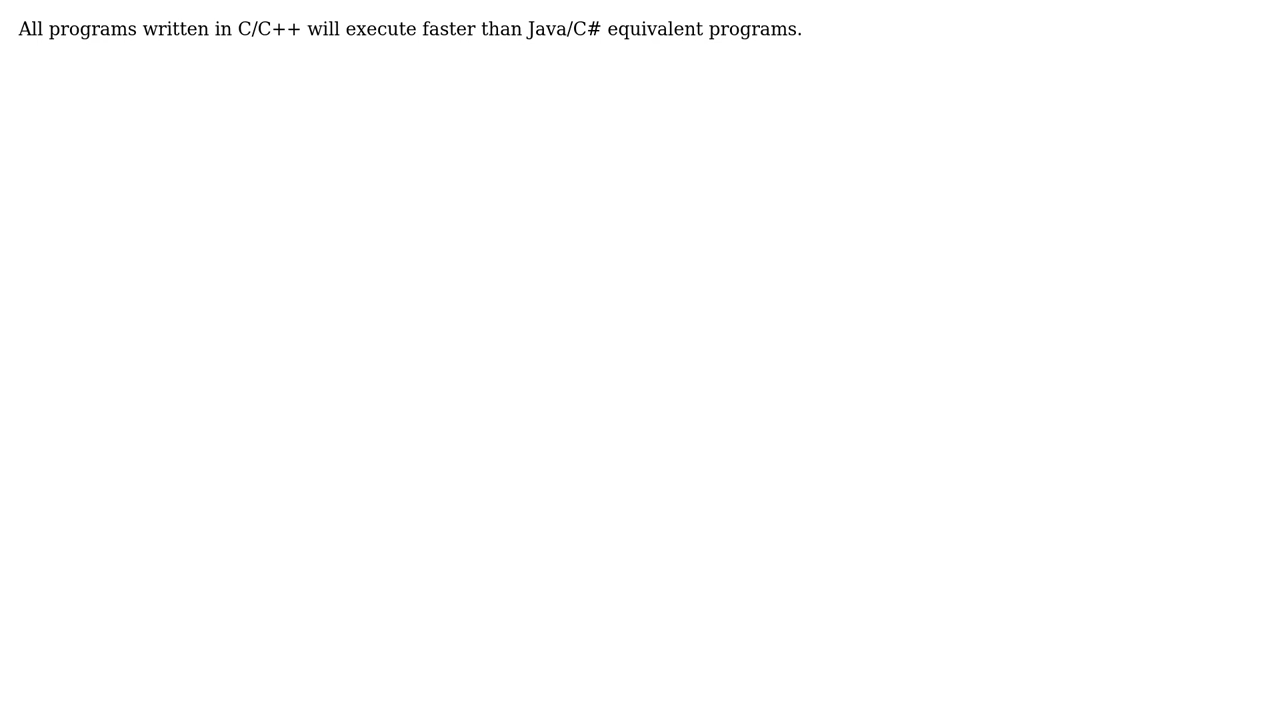 All programs written in C/C++ will execute faster than Java/C# equivalent programs.